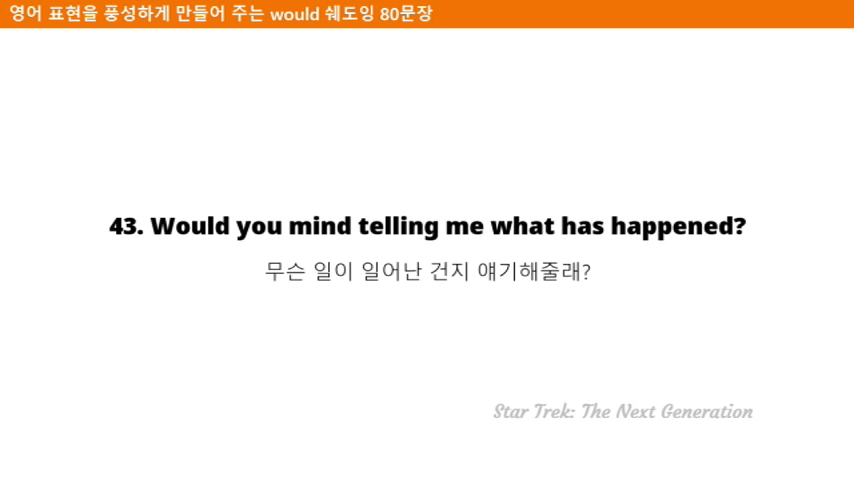 영어 표현을 풍성하게 만들어 주는 would 쉐도잉 80문장
43. Would you mind telling me what has happened?
무슨 일이 일어난 건지 얘기해줄래?
Star Trek: The Next Generation